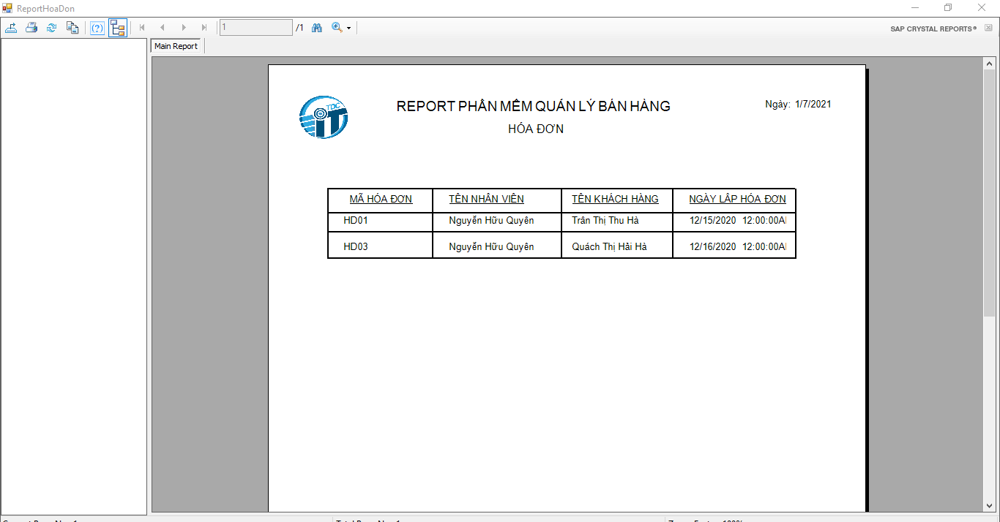 ReportHoaDon
1 /1
SAP CRYSTAL REPORTS®
Main Report
TDC iT
REPORT PHẦN MỀM QUẢN LÝ BÁN HÀNG
Ngày: 1/7/2021
HÓA ĐƠN
MÃ HÓA ĐƠN TÊN NHÂN VIÊN TÊN KHÁCH HÀNG NGÀY LẬP HÓA ĐƠN
HD01 Nguyễn Hữu Quyên Trần Thị Thu Hà 12/15/2020 12:00:00A
HD03 Nguyễn Hữu Quyên Quách Thị Hải Hà 12/16/2020 12:00:00A